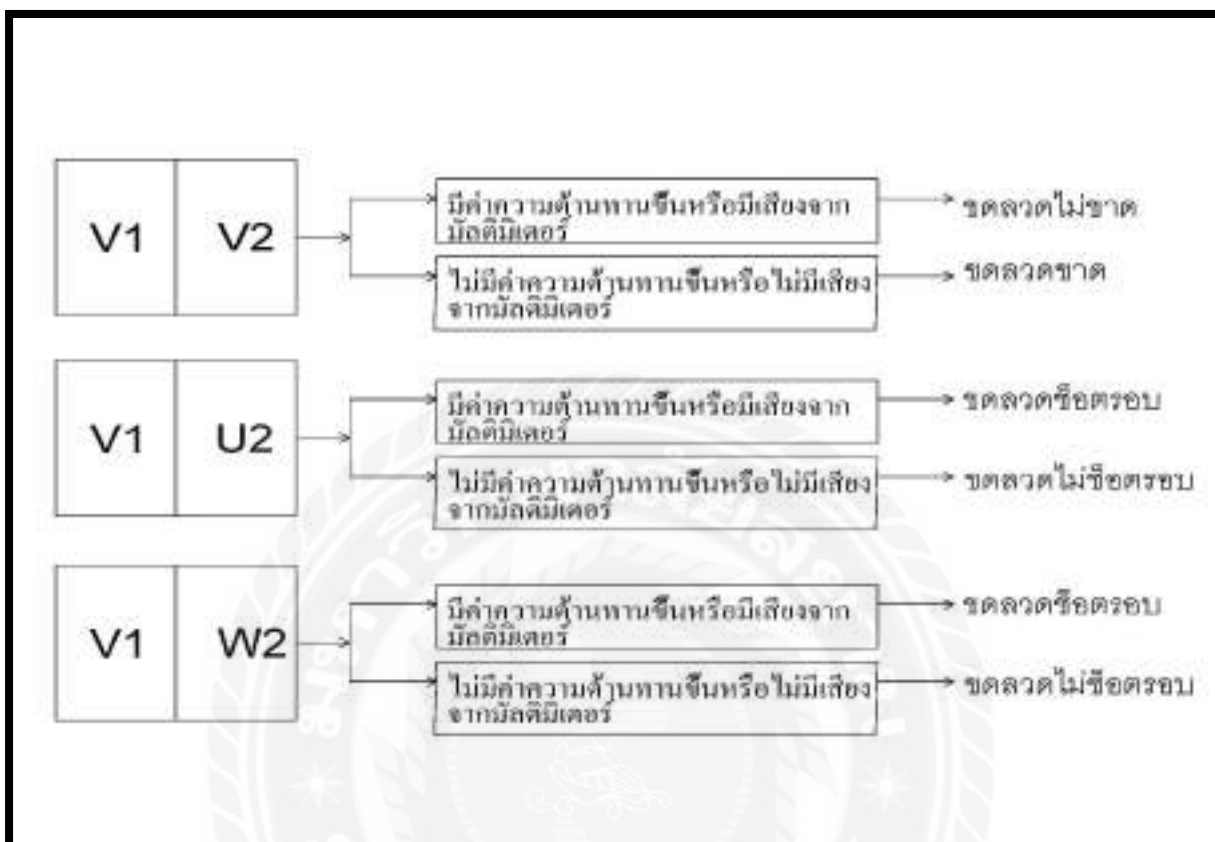 V1 V2
มีค่าความต้านทานขึ้นหรือมีเสียงจาก
มัลติมิเตอร์
ขดลวดไม่ขาด
ไม่มีค่าความต้านทานขึ้นหรือไม่มีเสียง
จากมัลติมิเตอร์
ขดลวดขาด
V1 U2
มีค่าความต้านทานขึ้นหรือมีเสียงจาก
มัลติมิเตอร์
ขดลวดช็อตรอบ
ไม่มีค่าความต้านทานขึ้นหรือไม่มีเสียง
จากมัลติมิเตอร์
ขดลวดไม่ช็อตรอบ
V1 W2
มีค่าความต้านทานขึ้นหรือมีเสียงจาก
มัลติมิเตอร์
ขดลวดช็อตรอบ
ไม่มีค่าความต้านทานขึ้นหรือไม่มีเสียง
จากมัลติมิเตอร์
ขดลวดไม่ช็อตรอบ